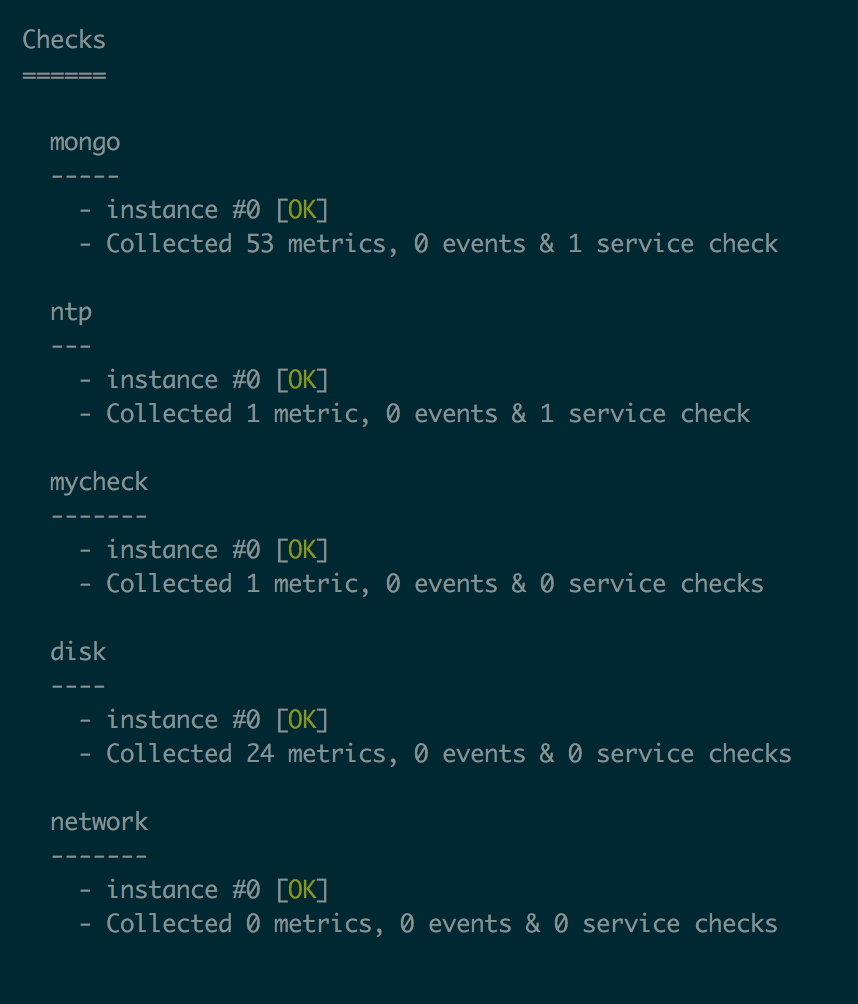 Checks
======
mongo
-----
- instance #0 [OK]
- Collected 53 metrics, 0 events & 1 service check
ntp
---
- instance #0 [OK]
- Collected 1 metric, 0 events & 1 service check
mycheck
-------
- instance #0 [OK]
- Collected 1 metric, 0 events & 0 service checks
disk
----
- instance #0 [OK]
- Collected 24 metrics, 0 events & 0 service checks
network
-------
- instance #0 [OK]
- Collected 0 metrics, 0 events & 0 service checks